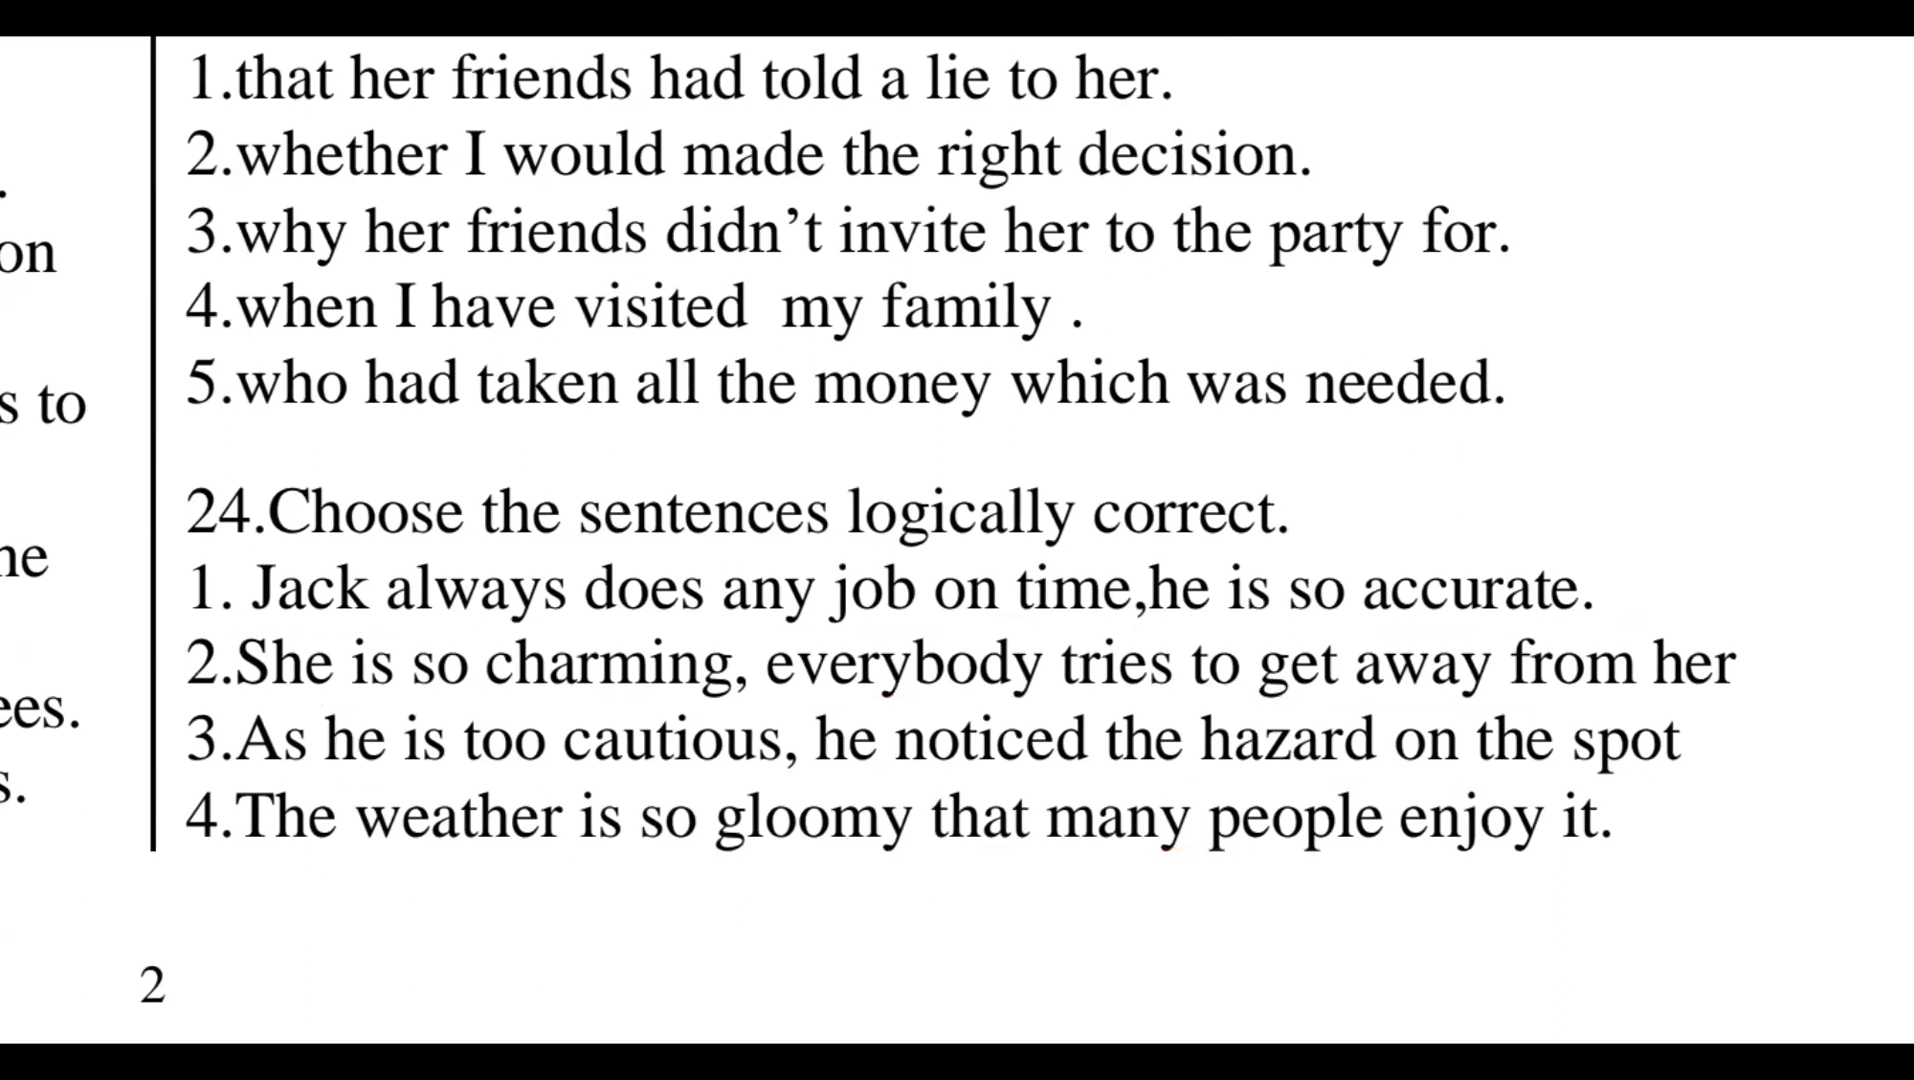 1.that her friends had told a lie to her.
2.whether I would made the right decision.
.
3.why her friends didn’t invite her to the party for.
on
4.when I have visited  my family .
5.who had taken all the money which was needed.
s to
24.Choose the sentences logically correct.
1. Jack always does any job on time,he is so accurate.
2.She is so charming, everybody tries to get away from her
ees.
3.As he is too cautious, he noticed the hazard on the spot
s.
4.The weather is so gloomy that many people enjoy it.
2